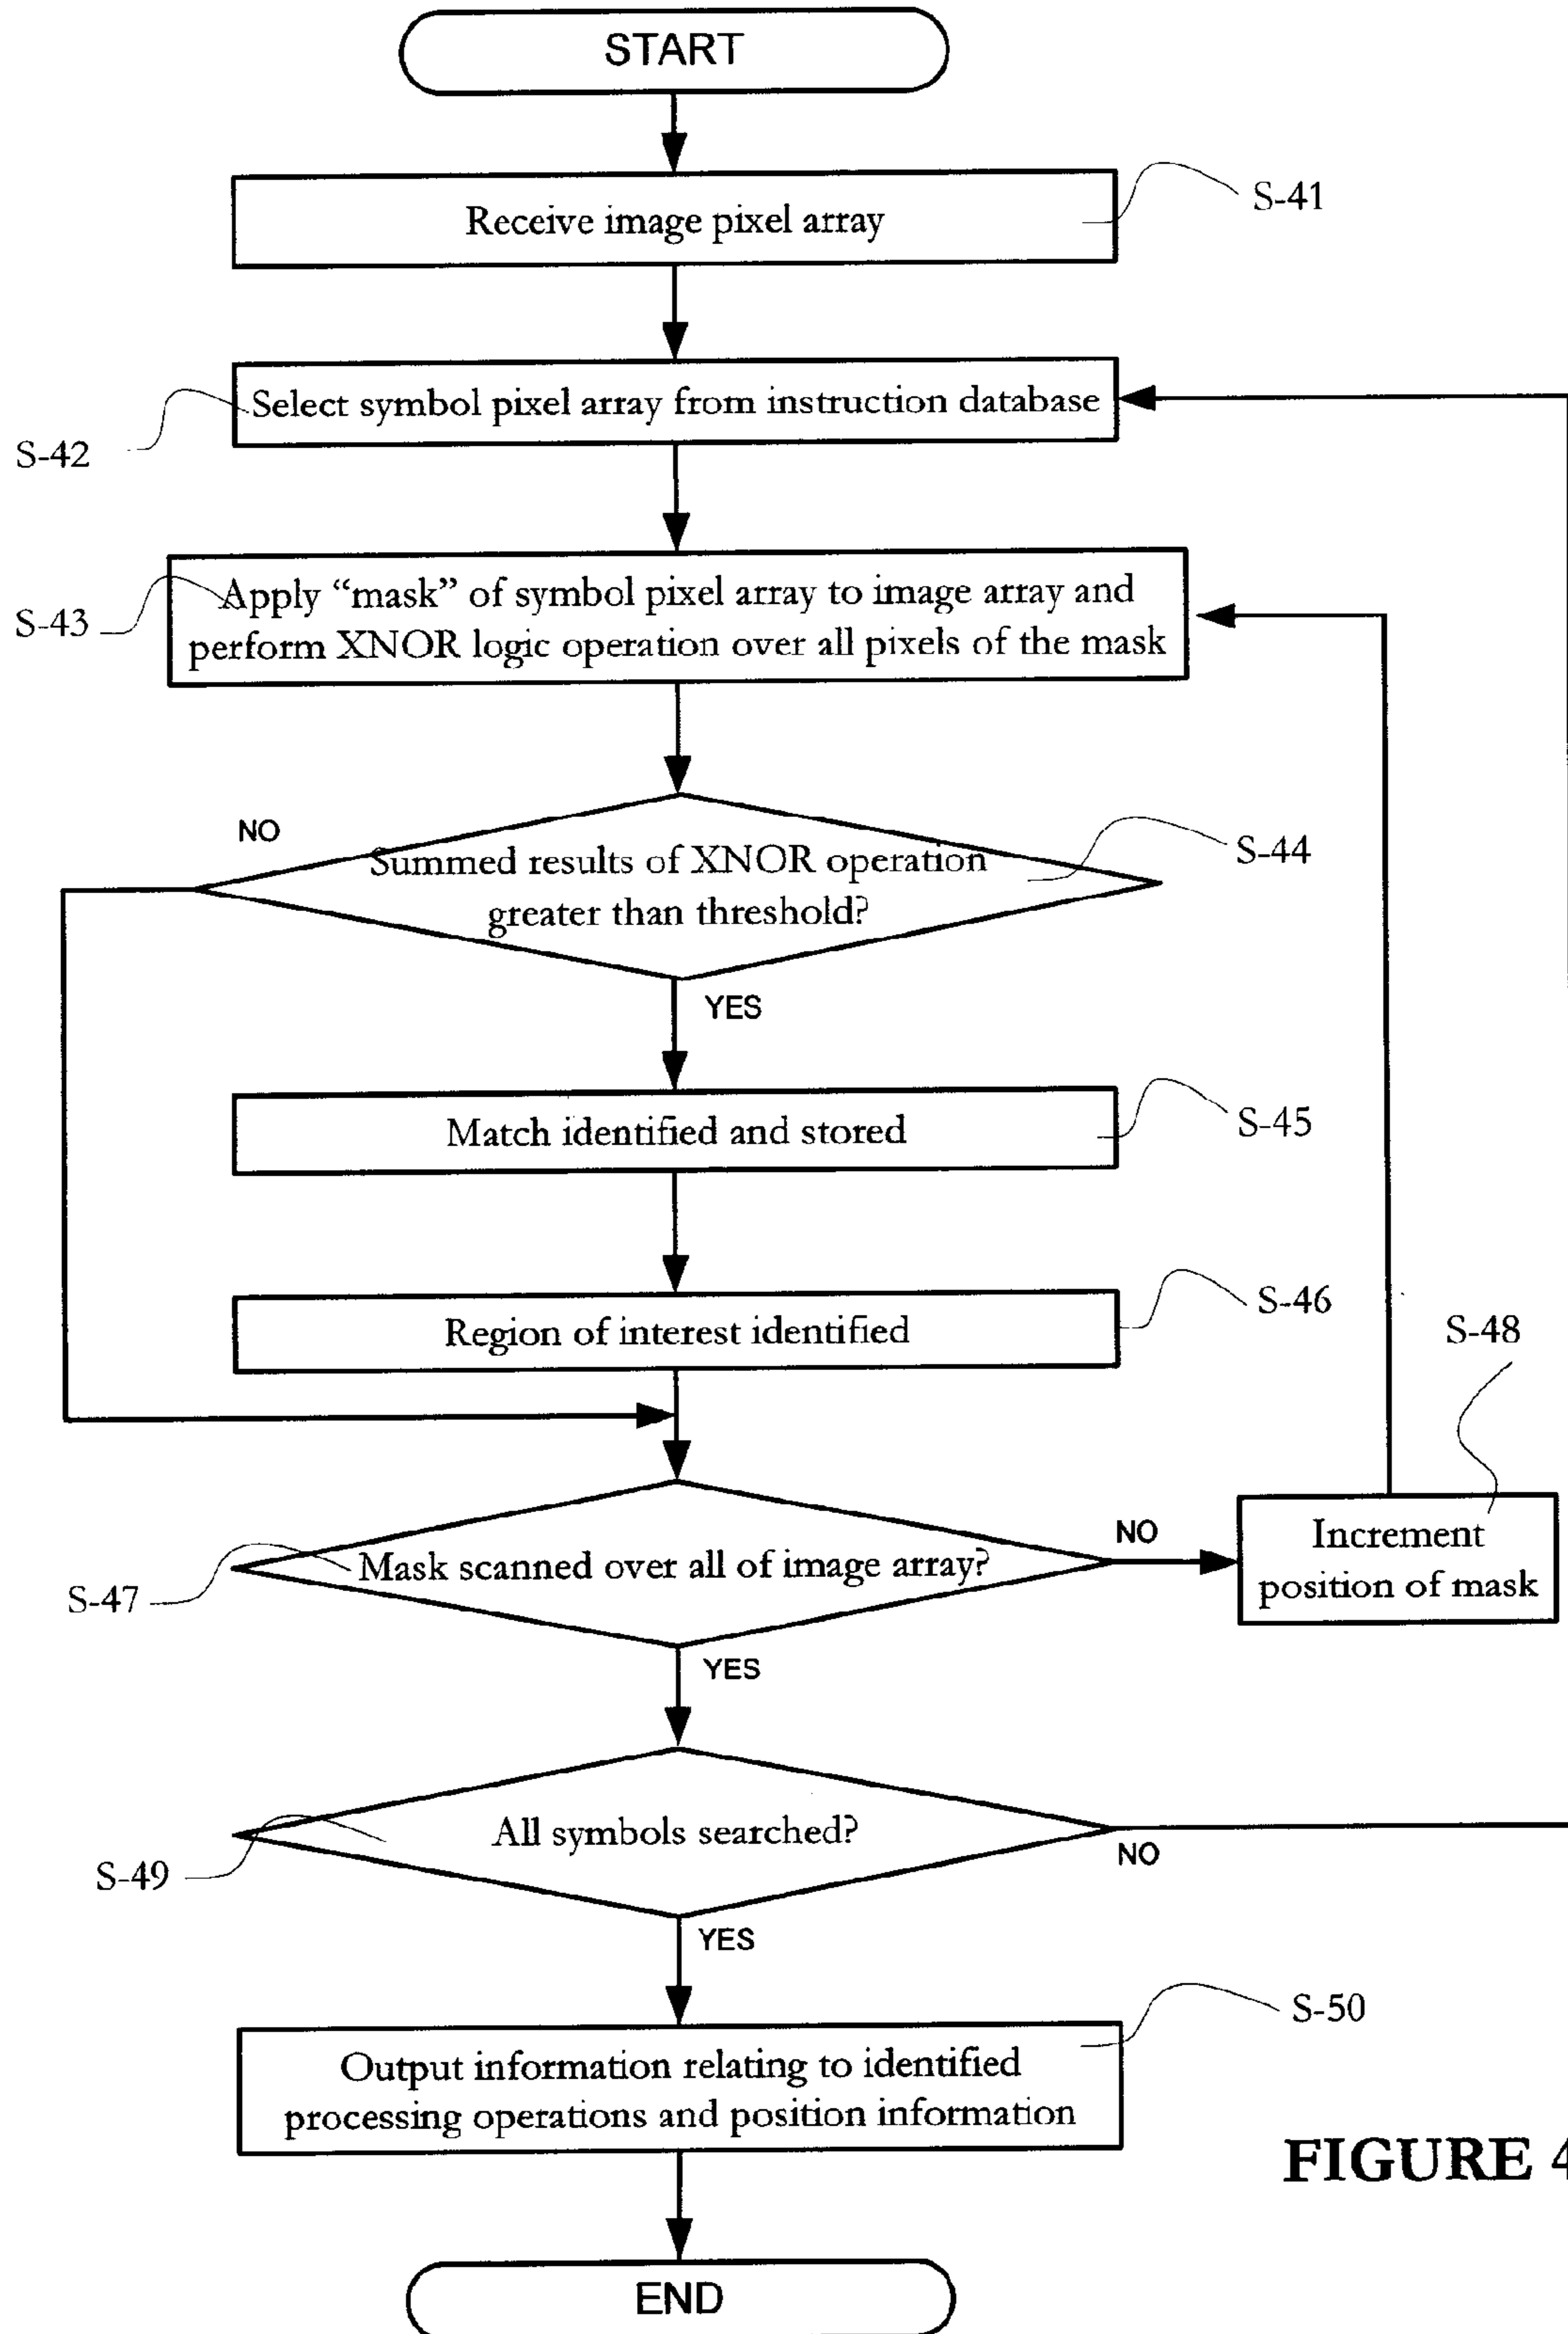 START
Receive image pixel array
S-41
Select symbol pixel array from instruction database
S-42
Apply “mask” of symbol pixel array to image array and
perform XNOR logic operation over all pixels of the mask
S-43
NO
Summed results of XNOR operation
greater than threshold?
S-44
YES
Match identified and stored
S-45
Region of interest identified
S-46
S-48
Mask scanned over all of image array?
NO
Increment
position of mask
S-47
YES
All symbols searched?
NO
S-49
YES
S-50
Output information relating to identified
processing operations and position information
FIGURE 4
END